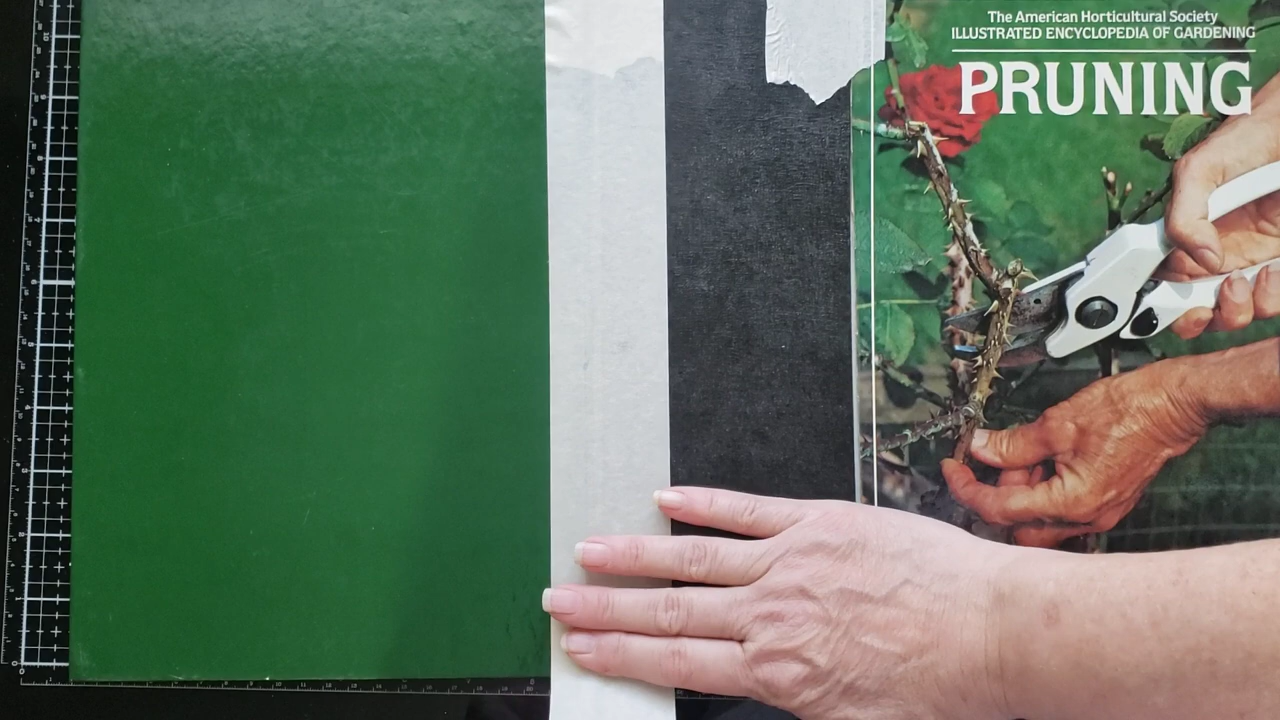 The American Horticultural Society
ILLUSTRATED ENCYCLOPEDIA OF GARDENING
PRUNING